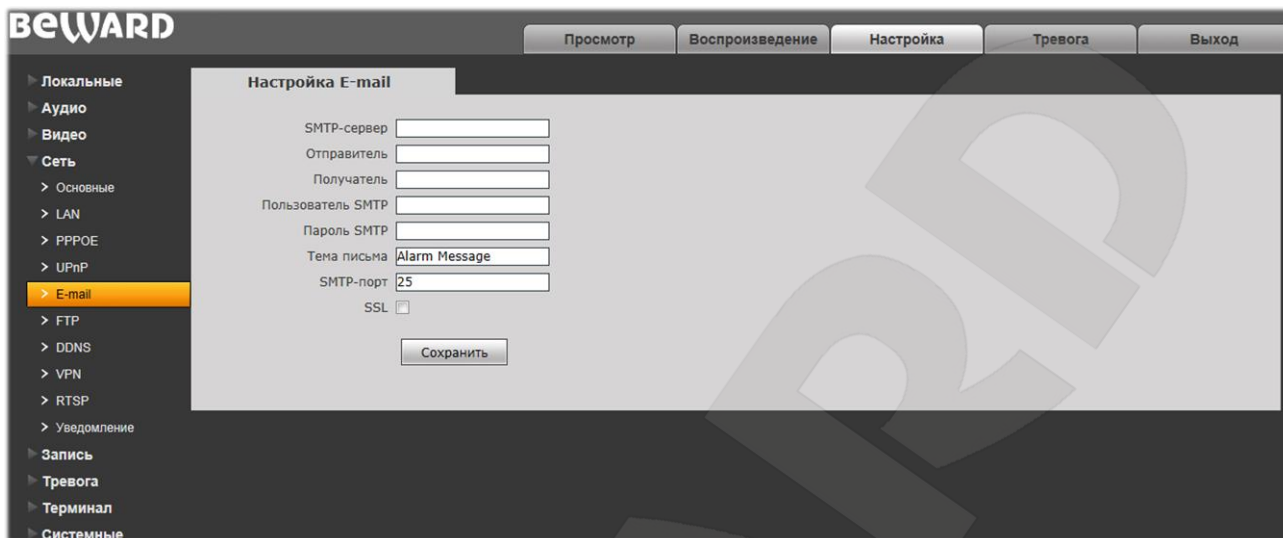 BEWARD
Просмотр Воспроизведение Настройка Тревога Выход
Локальные
Аудио
Видео
Сеть
Основные
LAN
PPPOE
UPnP
E-mail
FTP
DDNS
VPN
RTSP
Уведомление
Запись
Тревога
Терминал
Системные
Настройка E-mail
SMTP-сервер
Отправитель
Получатель
Пользователь SMTP
Пароль SMTP
Тема письма Alarm Message
SMTP-порт 25
SSL
Сохранить